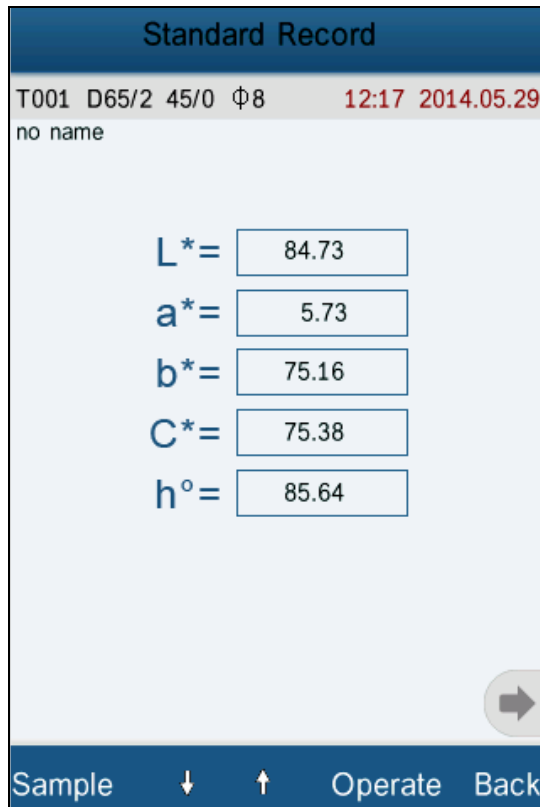 Standard Record
T001 D65/2 45/0 Φ8 12:17 2014.05.29
no name
L*= 84.73
a*= 5.73
b*= 75.16
C*= 75.38
h°= 85.64
Sample ↓ ↑ Operate Back